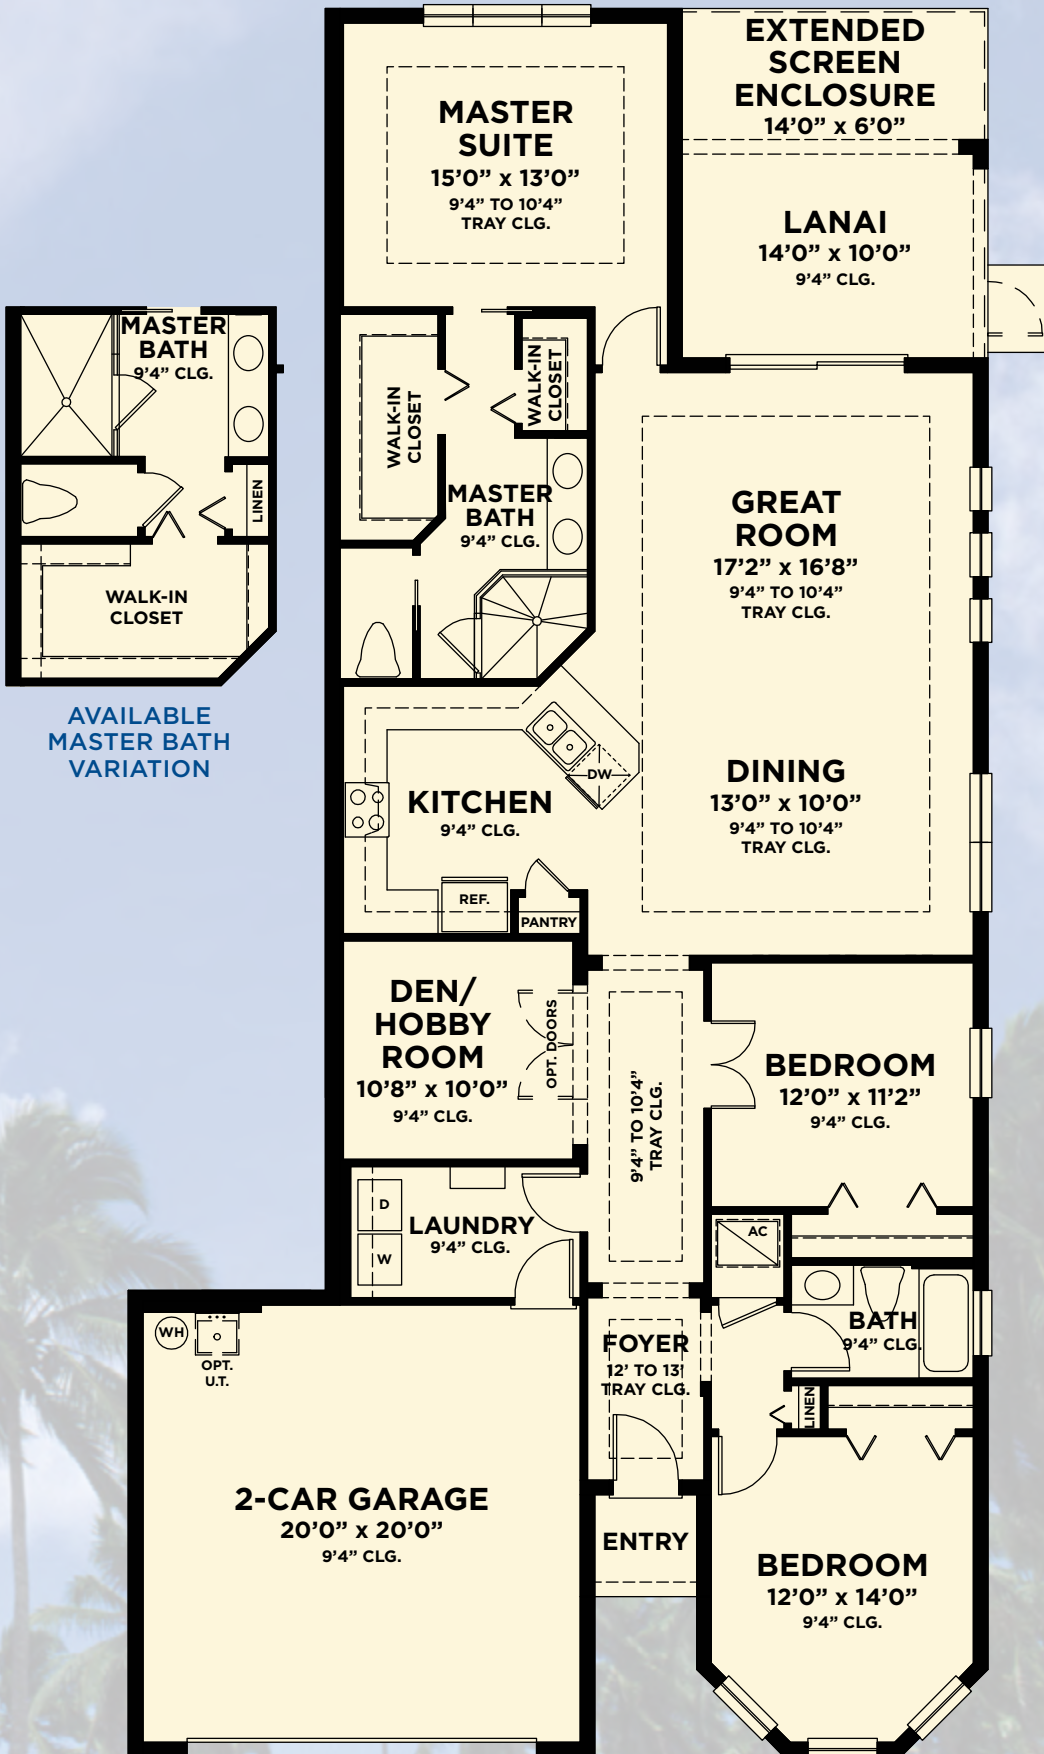 EXTENDED
SCREEN
ENCLOSURE
14'0" x 6'0"
MASTER
SUITE
15'0" x 13'0"
9'4" TO 10'4"
TRAY CLG.
LANAI
14'0" x 10'0"
9'4" CLG.
MASTER
BATH
9'4" CLG.
LINEN
WALK-IN
CLOSET
AVAILABLE
MASTER BATH
VARIATION
WALK-IN
CLOSET
WALK-IN
CLOSET
MASTER
BATH
9'4" CLG.
GREAT
ROOM
17'2" x 16'8"
9'4" TO 10'4"
TRAY CLG.
DW
KITCHEN
9'4" CLG.
DINING
13'0" x 10'0"
9'4" TO 10'4"
TRAY CLG.
REF.
PANTRY
DEN/
HOBBY
ROOM
10'8" x 10'0"
9'4" CLG.
OPT. DOORS
9'4" TO 10'4"
TRAY CLG.
BEDROOM
12'0" x 11'2"
9'4" CLG.
D
W
LAUNDRY
9'4" CLG.
AC
BATH
9'4" CLG.
WH
OPT.
U.T.
FOYER
12' TO 13'
TRAY CLG.
LINEN
2-CAR GARAGE
20'0" x 20'0"
9'4" CLG.
ENTRY
BEDROOM
12'0" x 14'0"
9'4" CLG.